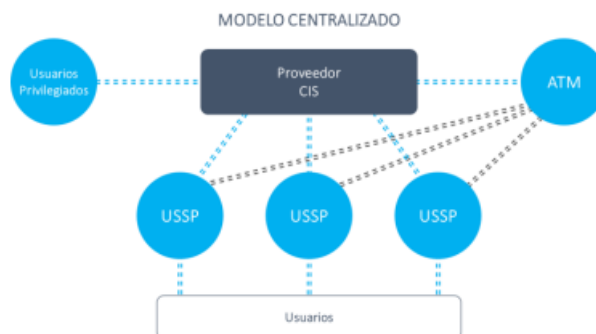 MODELO CENTRALIZADO
Usuarios
Privilegiados
Proveedor
CIS
ATM
USSP
USSP
USSP
Usuarios